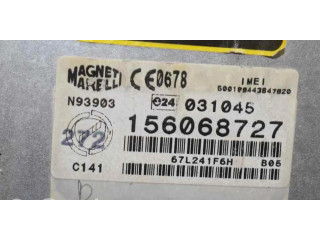 MAGNETI MARELLI CE0678 IMEI
N93903 e24 031045
272 156068727
C141 67L241F6H B05